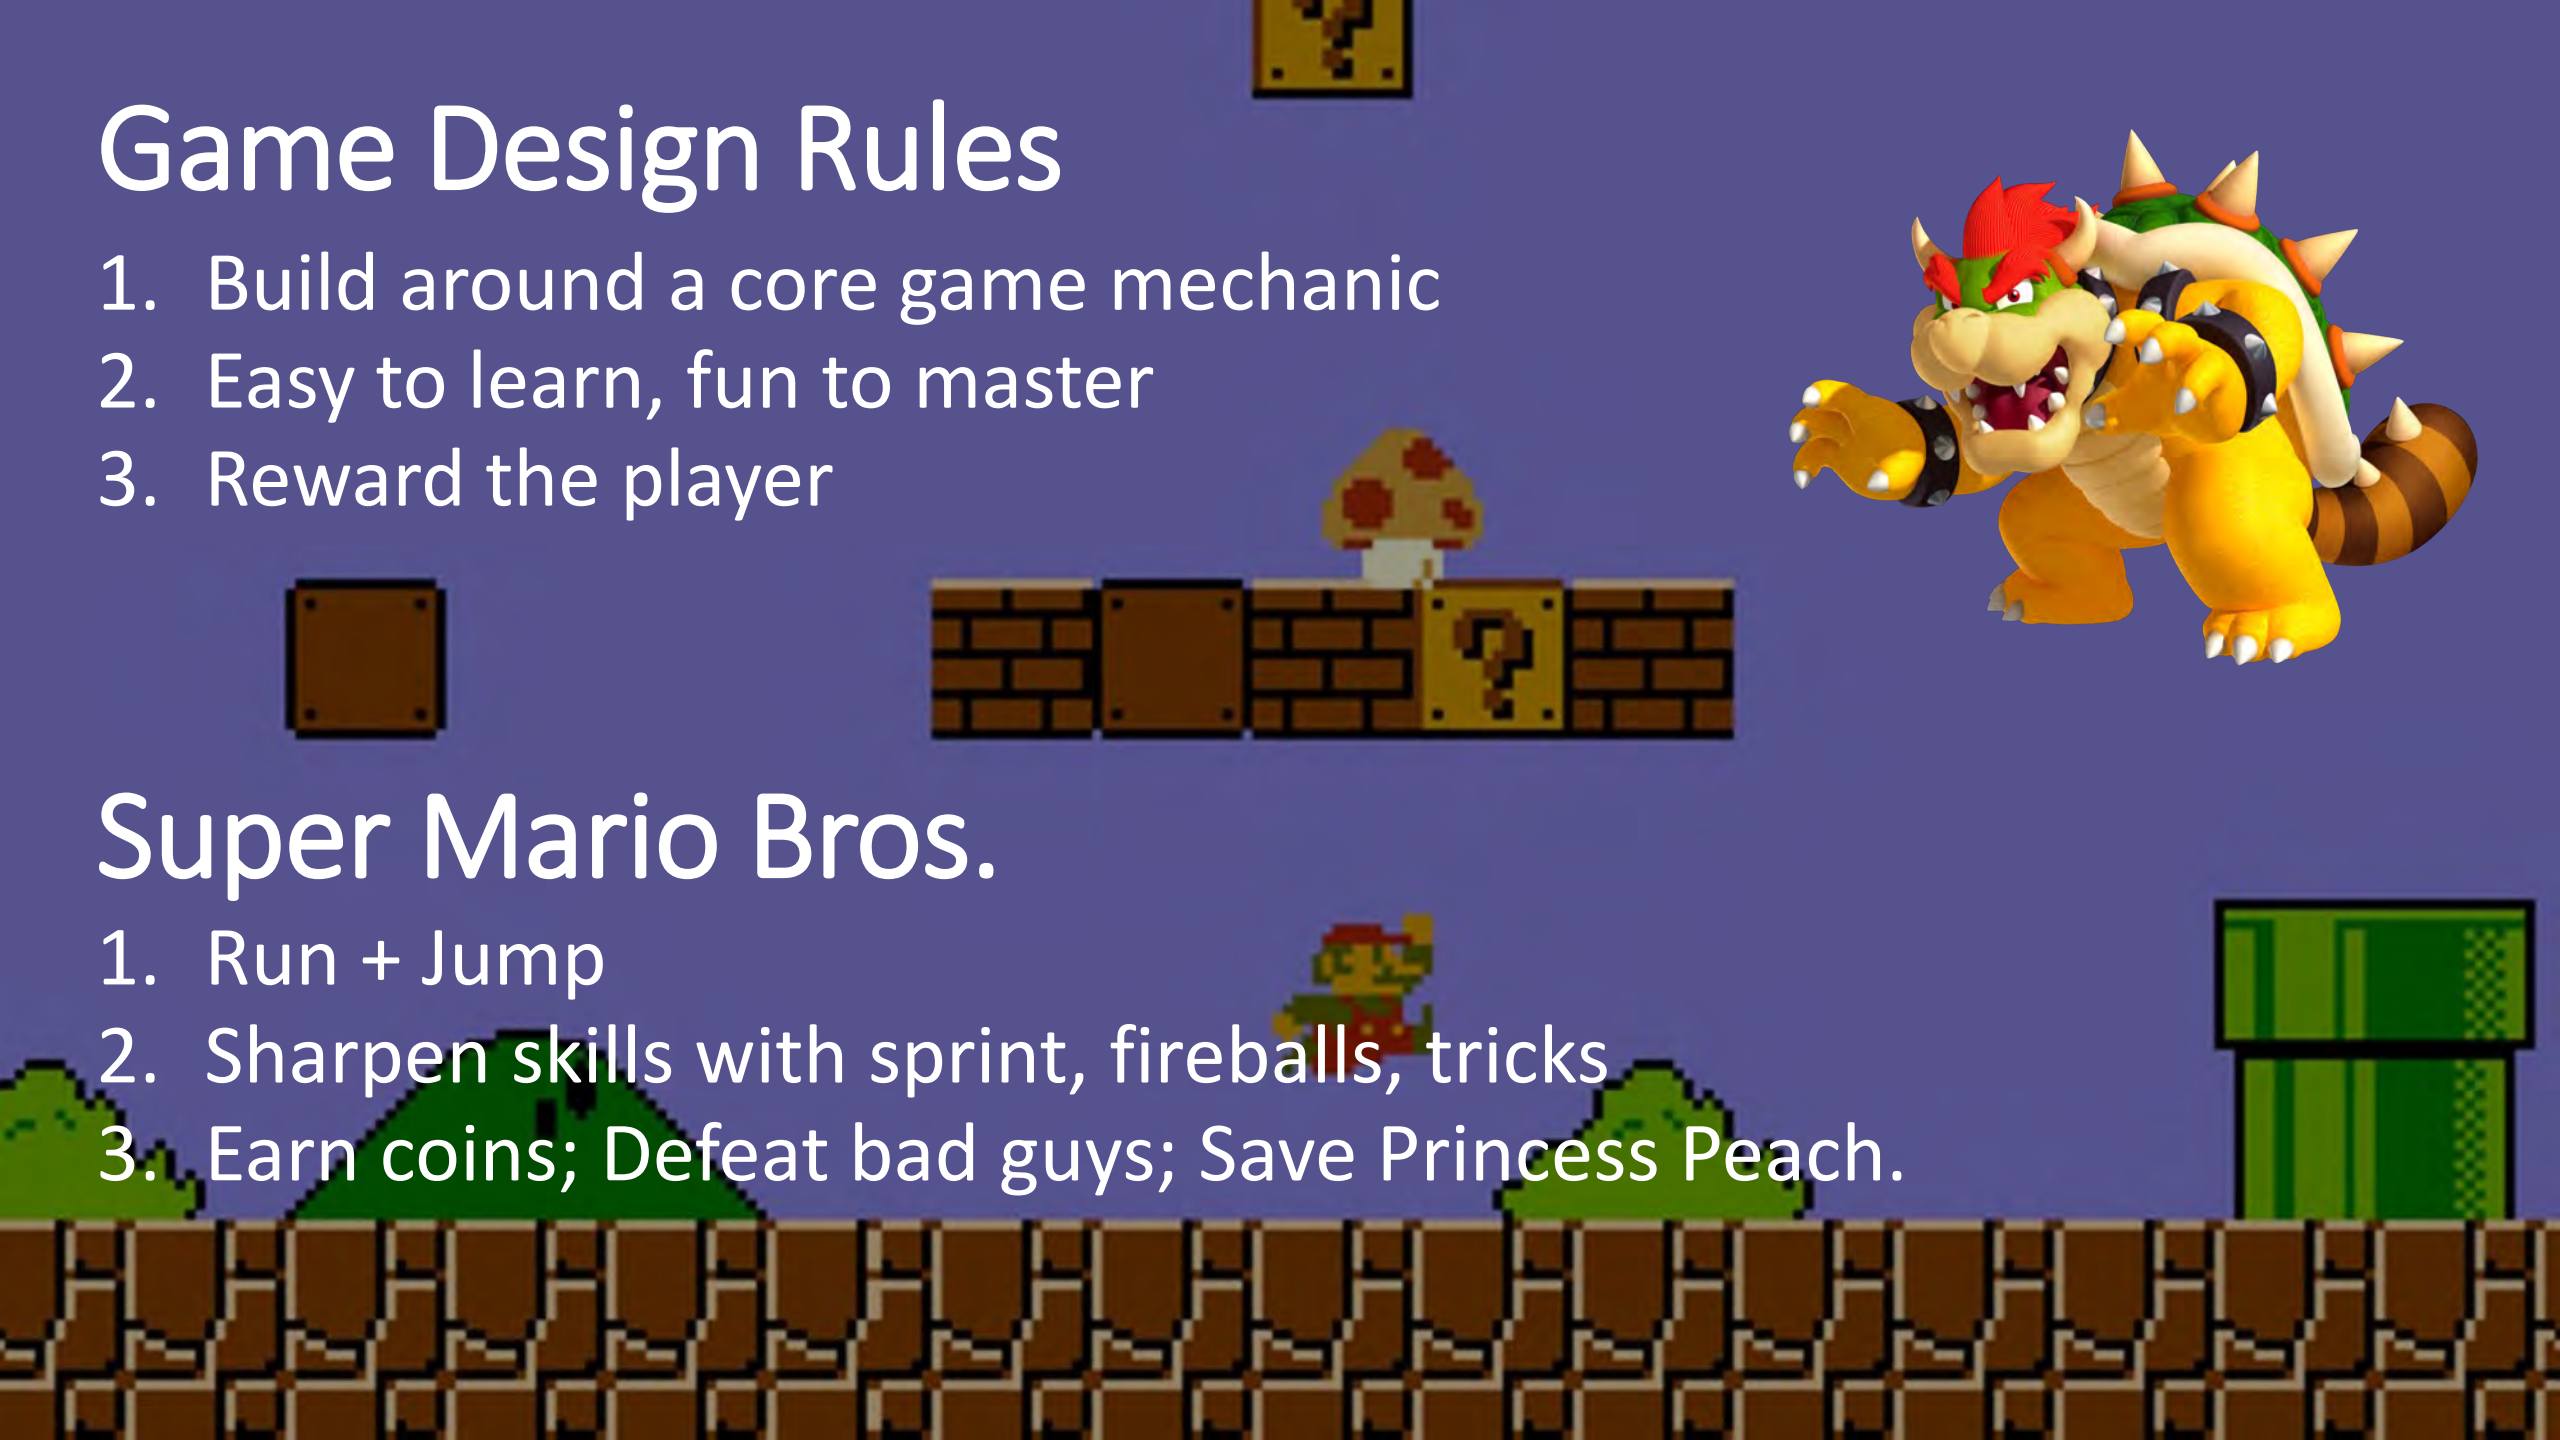 Game Design Rules
1. Build around a core game mechanic
2. Easy to learn, fun to master
3. Reward the player
?
?
Super Mario Bros.
1. Run + Jump
2. Sharpen skills with sprint, fireballs, tricks
3. Earn coins; Defeat bad guys; Save Princess Peach.